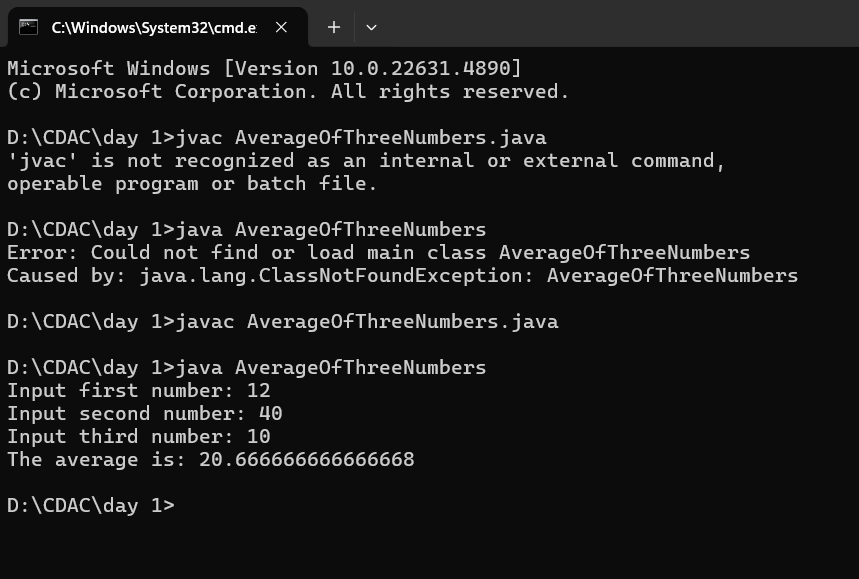 C:\Windows\System32\cmd.e
Microsoft Windows [Version 10.0.22631.4890]
(c) Microsoft Corporation. All rights reserved.
D:\CDAC\day 1>jvac AverageOfThreeNumbers.java
'jvac' is not recognized as an internal or external command,
operable program or batch file.
D:\CDAC\day 1>java AverageOfThreeNumbers
Error: Could not find or load main class AverageOfThreeNumbers
Caused by: java.lang.ClassNotFoundException: AverageOfThreeNumbers
D:\CDAC\day 1>javac AverageOfThreeNumbers.java
D:\CDAC\day 1>java AverageOfThreeNumbers
Input first number: 12
Input second number: 40
Input third number: 10
The average is: 20.666666666666668
D:\CDAC\day 1>